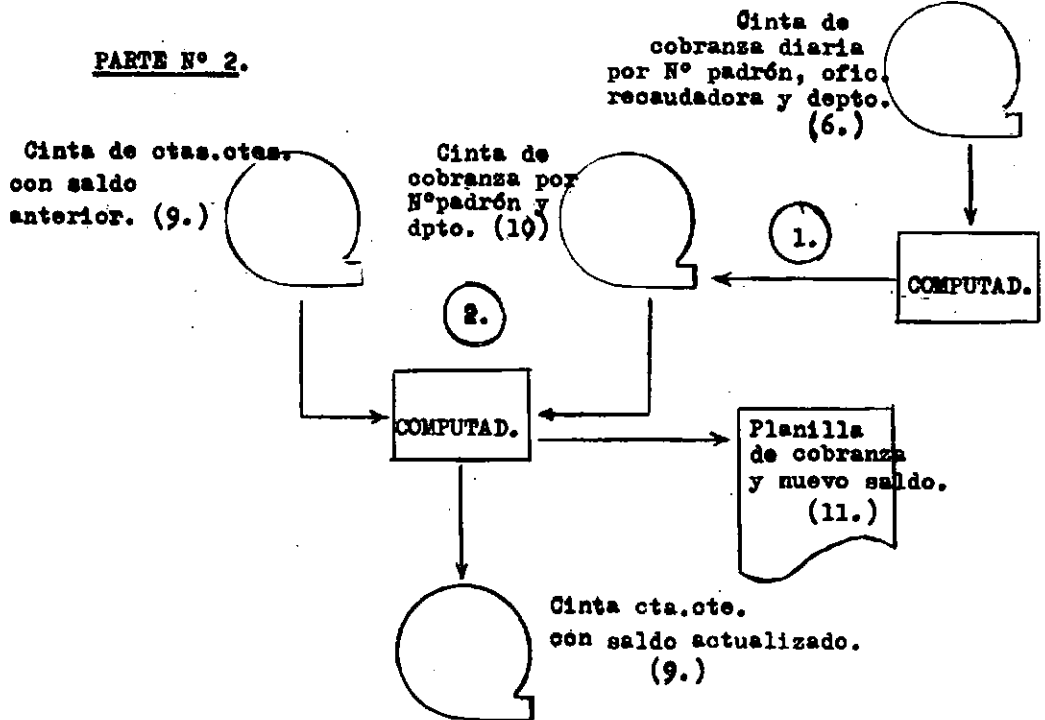 PARTE Nº 2.
Cinta de
cobranza diaria
por Nº padrón, ofic.
recaudadora y depto.
(6.)
Cinta de ctas.ctes.
con saldo
anterior. (9.)
Cinta de
cobranza por
Nºpadrón y
dpto. (10)
1.
COMPUTAD.
2.
COMPUTAD.
Planilla
de cobranza
y nuevo saldo.
(11.)
Cinta cta.cte.
con saldo actualizado.
(9.)